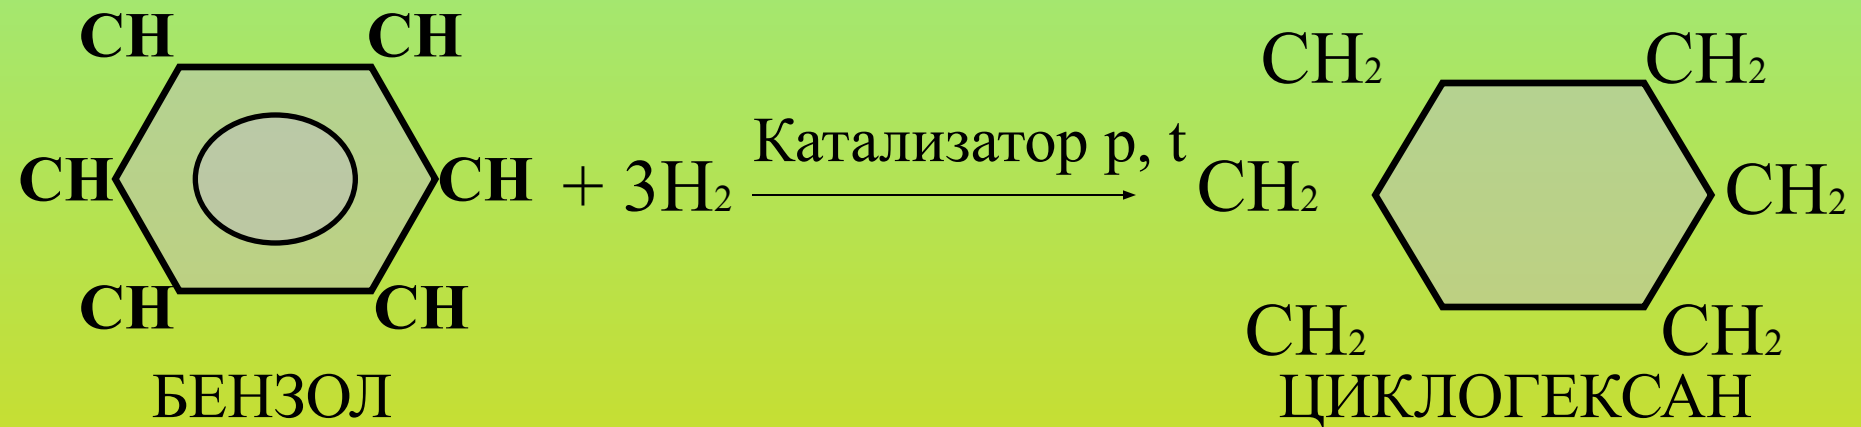 CH CH CH₂ CH₂
CH CH + 3H₂ Катализатор p, t CH₂ CH₂
CH CH CH₂ CH₂
БЕНЗОЛ ЦИКЛОГЕКСАН